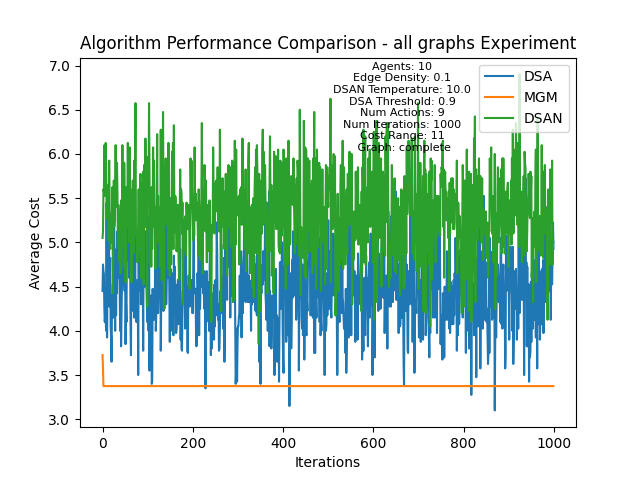 Algorithm Performance Comparison - all graphs Experiment
Agents: 10
Edge Density: 0.1
DSAN Temperature: 10.0
DSA Threshold: 0.9
Num Actions: 9
Num Iterations: 1000
Cost Range: 11
Graph: complete
DSA
MGM
DSAN
Average Cost
7.0
6.5
6.0
5.5
5.0
4.5
4.0
3.5
3.0
0 200 400 600 800 1000
Iterations